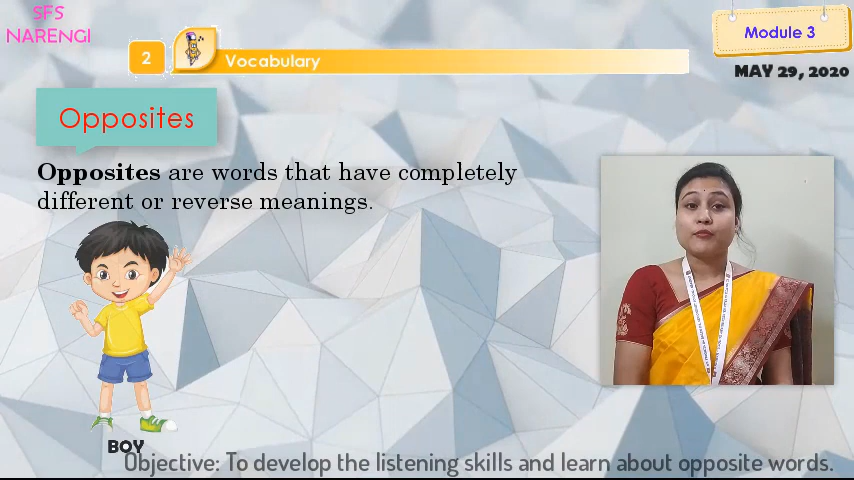 SFS
NARENGI
2
Vocabulary
Module 3
MAY 29, 2020
Opposites
Opposites are words that have completely
different or reverse meanings.
BOY
Objective: To develop the listening skills and learn about opposite words.